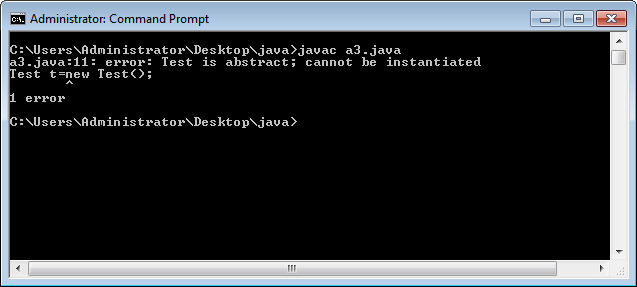 Administrator: Command Prompt
C:\Users\Administrator\Desktop\java>javac a3.java
a3.java:11: error: Test is abstract; cannot be instantiated
Test t=new Test();
^
1 error
C:\Users\Administrator\Desktop\java>